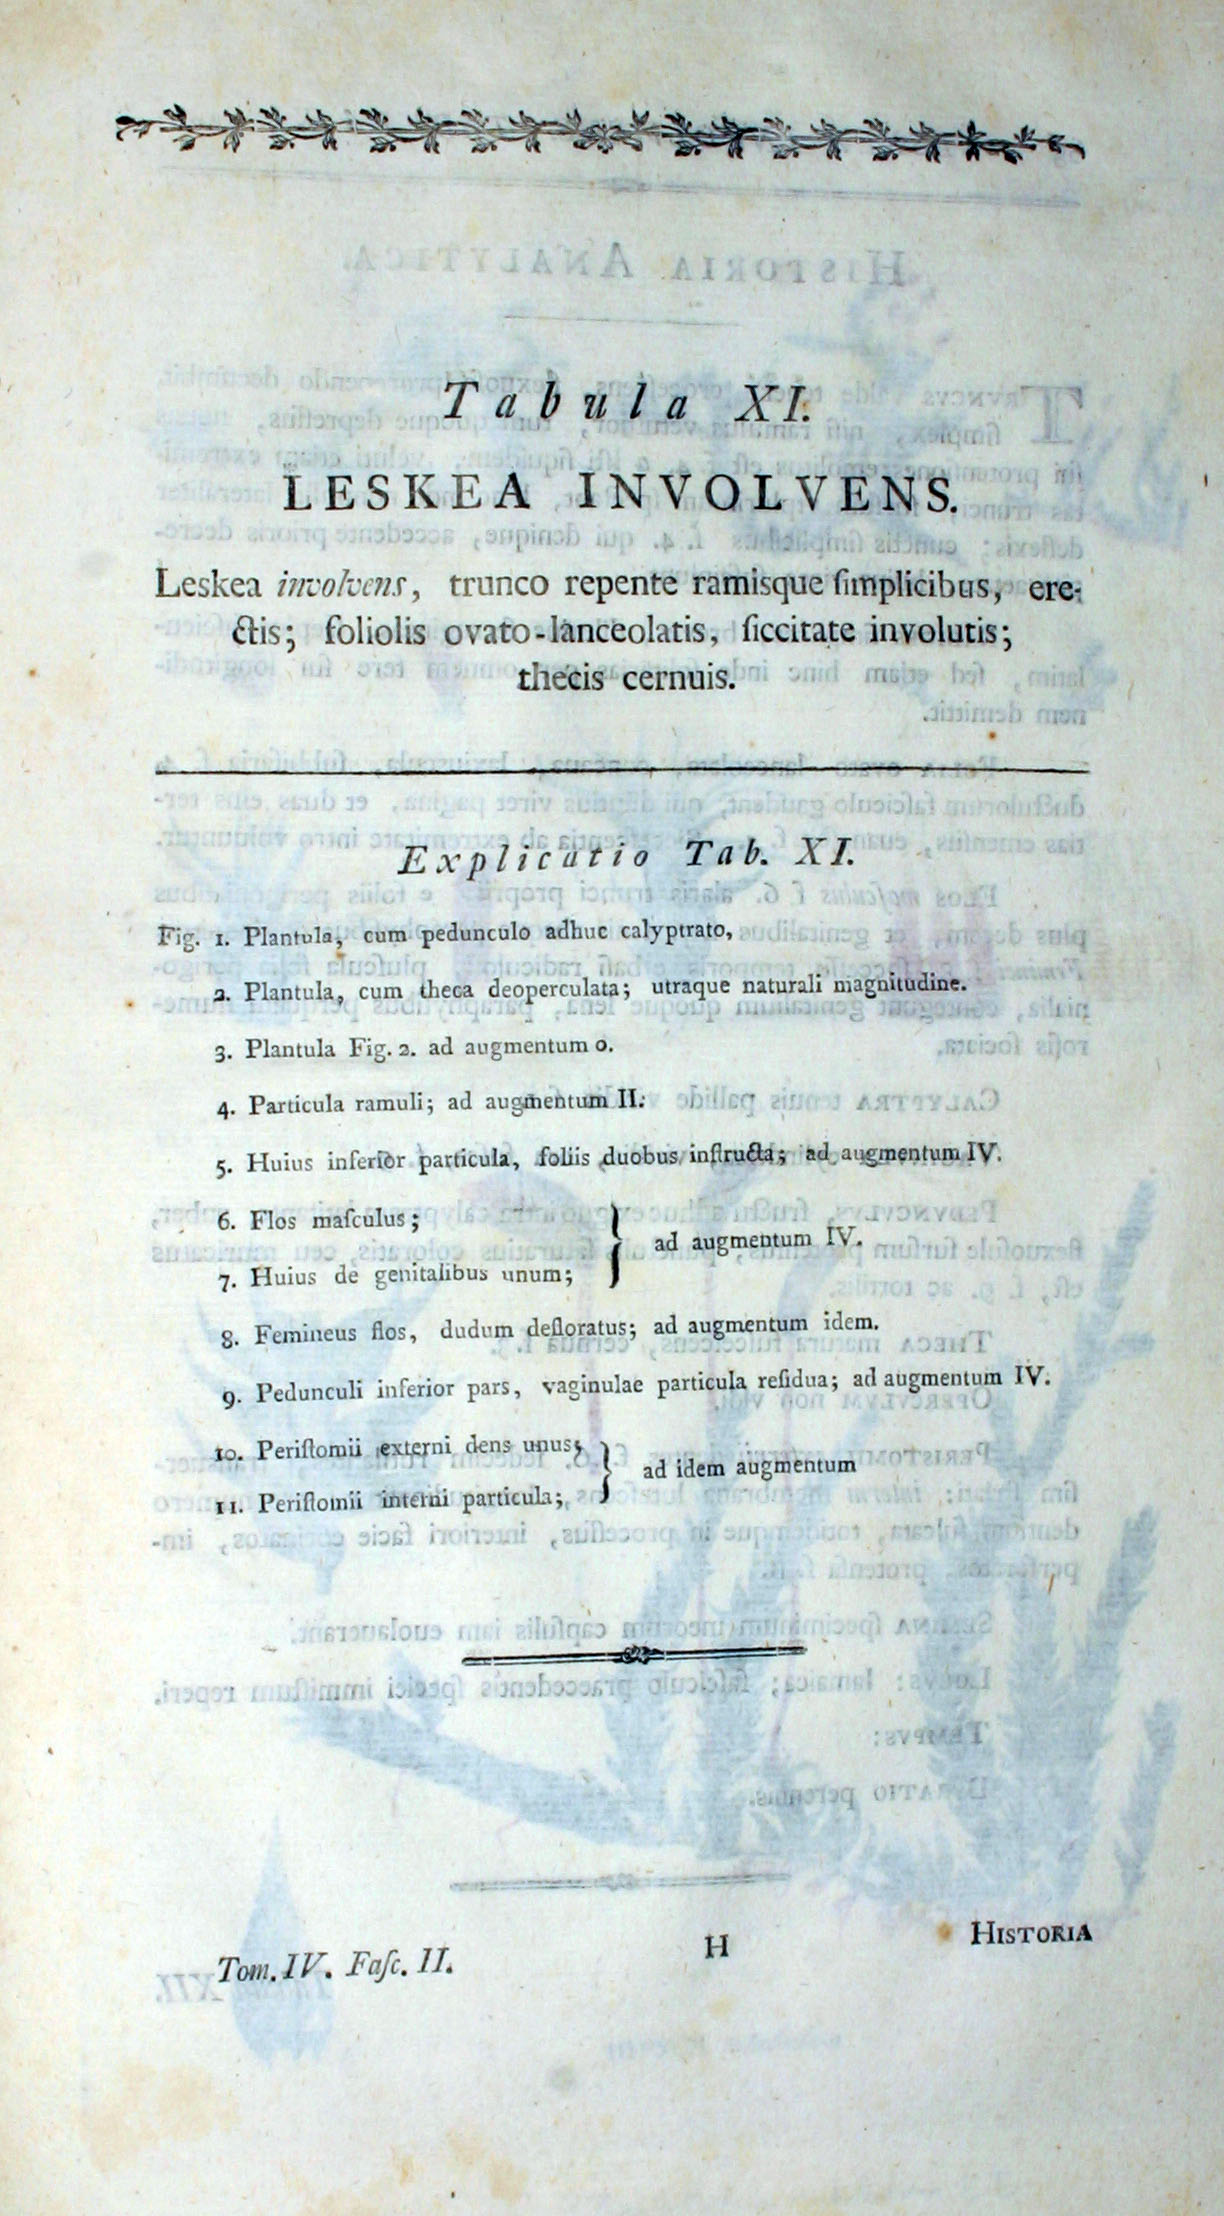 Tabula XI.
LESKEA INVOLVENS.
Leskea involvens, trunco repente ramisque ſimplicibus, ere-
ctis; foliolis ovato-lanceolatis, ſiccitate involutis;
thecis cernuis.
Explicatio Tab. XI.
Fig. 1. Plantula, cum pedunculo adhuc calyptrato,
2. Plantula, cum theca deoperculata; utraque naturali magnitudine.
3. Plantula Fig. 2. ad augmentum 0.
4. Particula ramuli; ad augmentum II.
5. Huius inferior particula, foliis duobus inſtructa; ad augmentum IV.
6. Flos maſculus;
7. Huius de genitalibus unum; } ad augmentum IV.
8. Femineus flos, dudum defloratus; ad augmentum idem.
9. Pedunculi inferior pars, vaginulae particula reſidua; ad augmentum IV.
10. Periſtomii externi dens unus;
11. Periſtomii interni particula; } ad idem augmentum
Tom. IV. Faſc. II. H HISTORIA